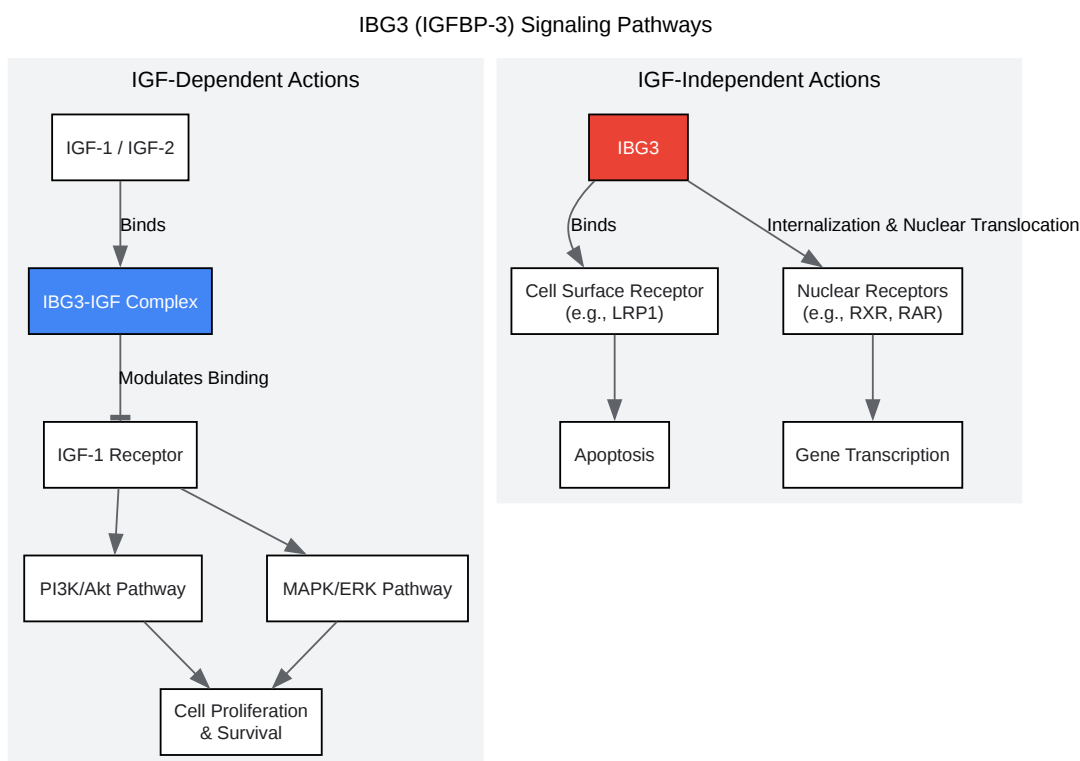 IBG3 (IGFBP-3) Signaling Pathways
IGF-Dependent Actions
IGF-1 / IGF-2
Binds
IBG3-IGF Complex
Modulates Binding
IGF-1 Receptor
PI3K/Akt Pathway
MAPK/ERK Pathway
Cell Proliferation
& Survival
IGF-Independent Actions
IBG3
Binds
Internalization & Nuclear Translocation
Cell Surface Receptor
(e.g., LRP1)
Nuclear Receptors
(e.g., RXR, RAR)
Apoptosis
Gene Transcription